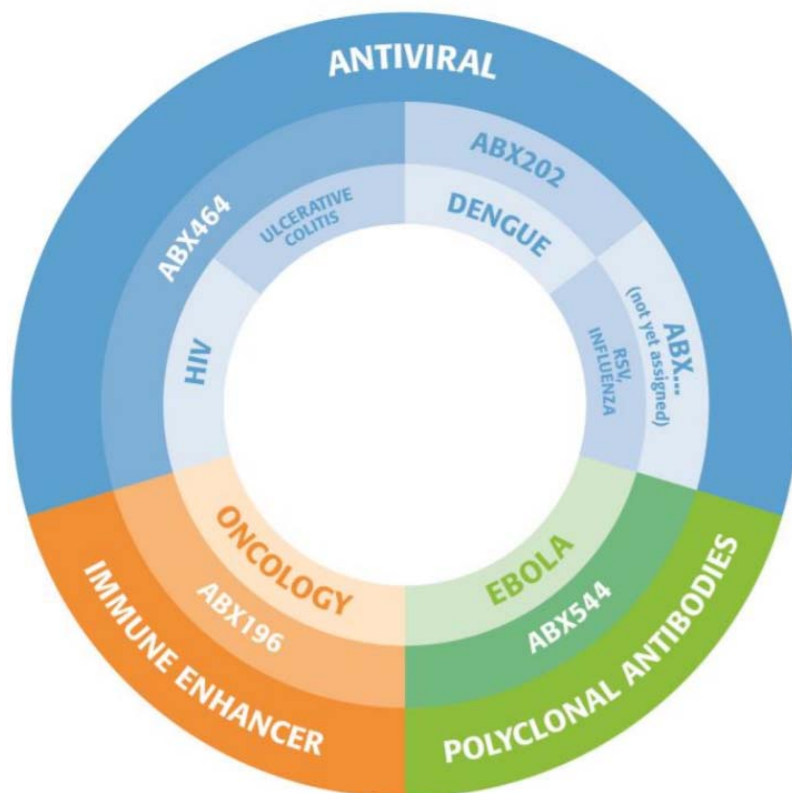 ANTIVIRAL
ABX464
ULCERATIVE
COLITIS
HIV
ABX202
DENGUE
ABX...
(not yet assigned)
RSV,
INFLUENZA
ONCOLOGY
ABX196
IMMUNE ENHANCER
EBOLA
ABX544
POLYCLONAL ANTIBODIES